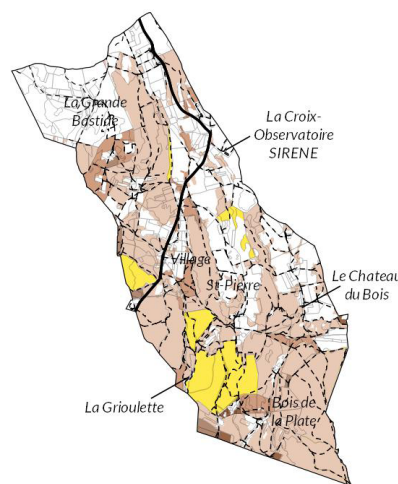 La Grande
Bastide
La Croix-
Observatoire
SIRENE
Village
St-Pierre
Le Chateau
du Bois
La Grioulette
Bois de
la Plate